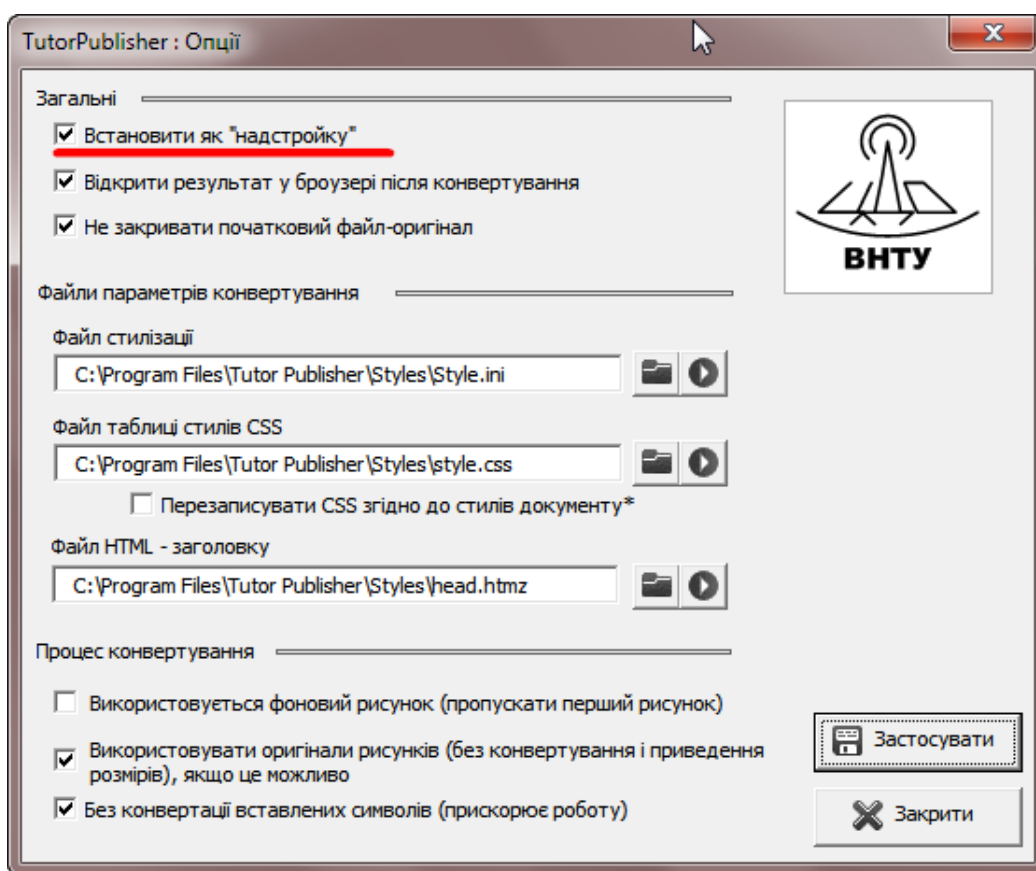 TutorPublisher : Опції
Загальні
Встановити як "надстройку"
Відкрити результат у броузері після конвертування
Не закривати початковий файл-оригінал
ВНТУ
Файли параметрів конвертування
Файл стилізації
C:\Program Files\Tutor Publisher\Styles\Style.ini
Файл таблиці стилів CSS
C:\Program Files\Tutor Publisher\Styles\style.css
Перезаписувати CSS згідно до стилів документу*
Файл HTML - заголовку
C:\Program Files\Tutor Publisher\Styles\head.htmz
Процес конвертування
Використовується фоновий рисунок (пропускати перший рисунок)
Використовувати оригінали рисунків (без конвертування і приведення
розмірів), якщо це можливо
Без конвертації вставлених символів (прискорює роботу)
Застосувати
Закрити